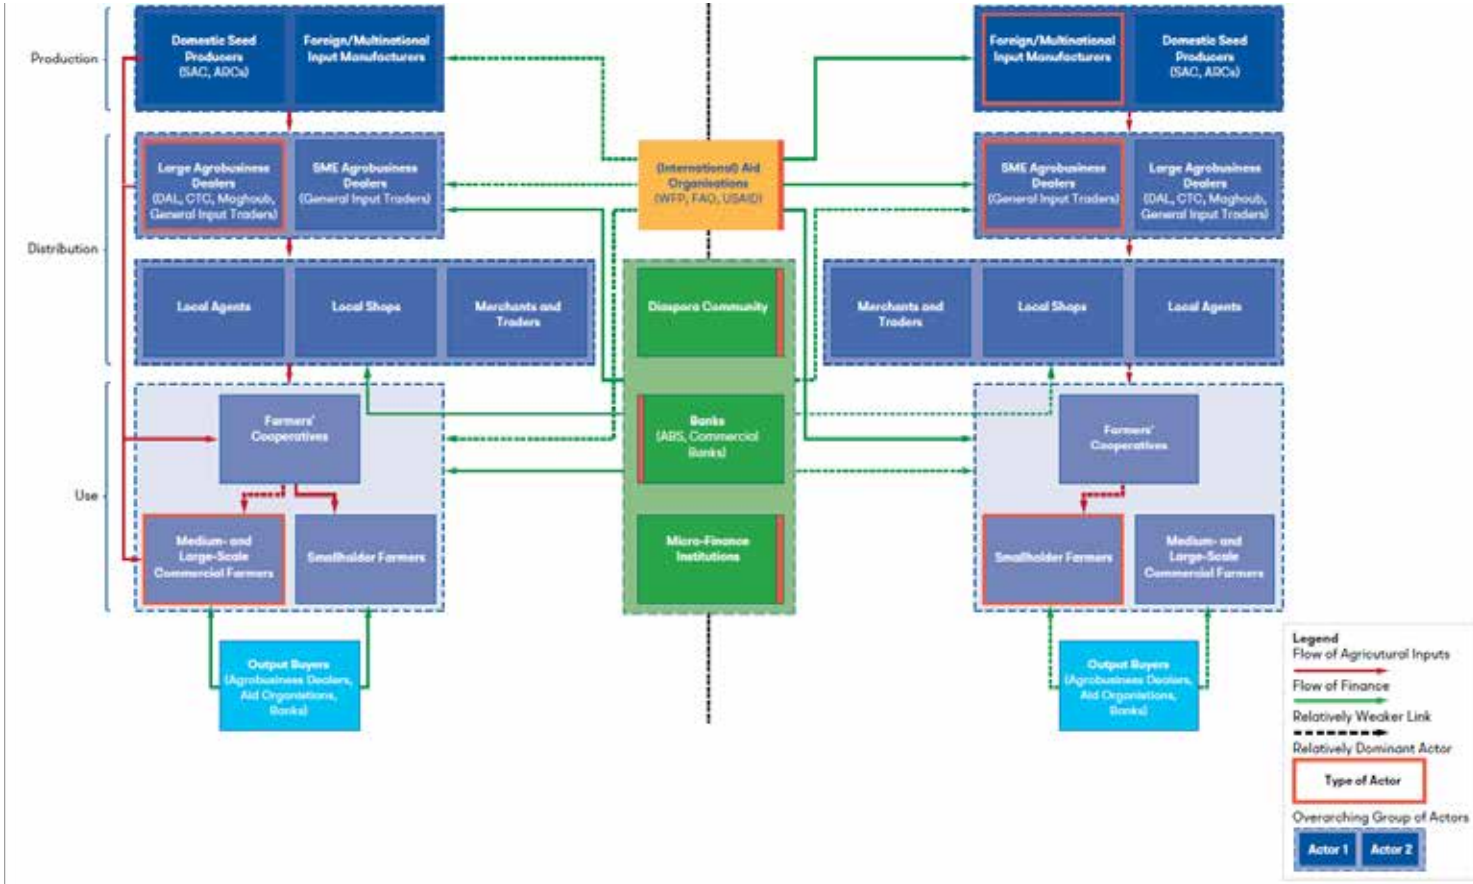 Production
Domestic Seed
Producers
(SAC, ARCs)
Foreign/Multinational
Input Manufacturers
Foreign/Multinational
Input Manufacturers
Domestic Seed
Producers
(SAC, ARCs)
Distribution
Large Agrobusiness
Dealers
(DAL, CTC, Maghoub,
General Input Traders)
SME Agrobusiness
Dealers
(General Input Traders)
(International) Aid
Organisations
(WFP, FAO, USAID)
SME Agrobusiness
Dealers
(General Input Traders)
Large Agrobusiness
Dealers
(DAL, CTC, Maghoub,
General Input Traders)
Local Agents
Local Shops
Merchants and
Traders
Diaspora Community
Merchants and
Traders
Local Shops
Local Agents
Use
Farmers'
Cooperatives
Banks
(ABS, Commercial
Banks)
Farmers'
Cooperatives
Medium- and
Large-Scale
Commercial Farmers
Smallholder Farmers
Micro-Finance
Institutions
Smallholder Farmers
Medium- and
Large-Scale
Commercial Farmers
Output Buyers
(Agrobusiness Dealers,
Aid Organistions,
Banks)
Output Buyers
(Agrobusiness Dealers,
Aid Organistions,
Banks)
Legend
Flow of Agricutural Inputs
Flow of Finance
Relatively Weaker Link
Relatively Dominant Actor
Type of Actor
Overarching Group of Actors
Actor 1
Actor 2